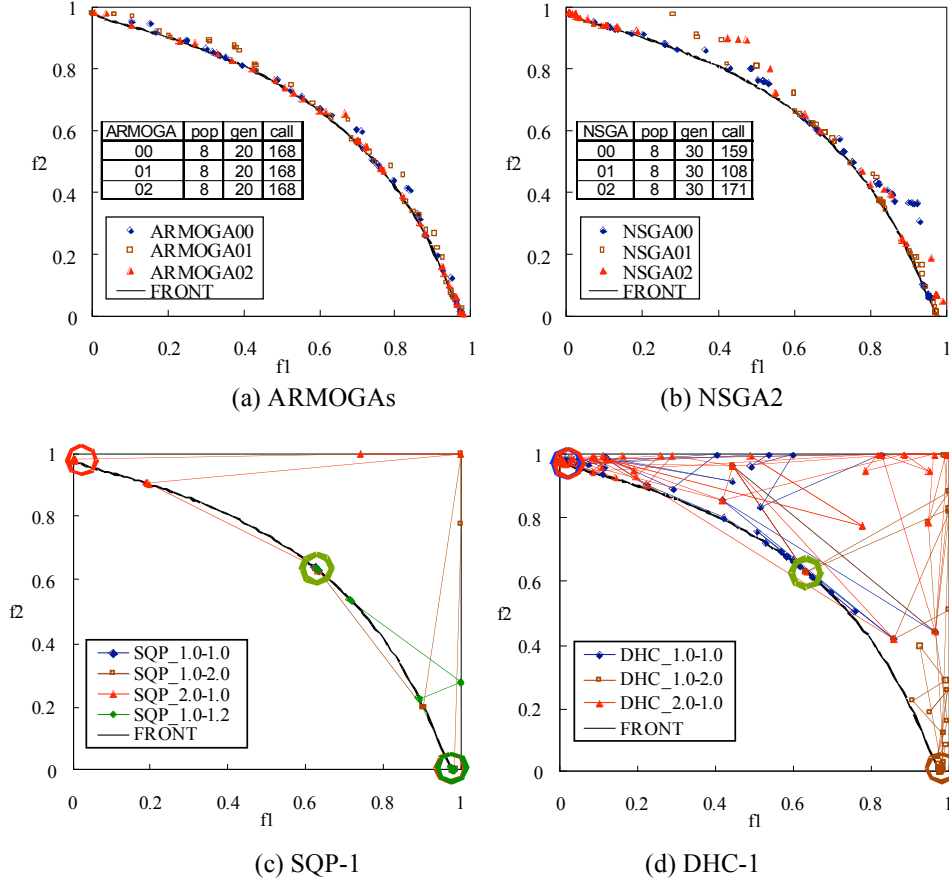 1
0.8
0.6
f2
0.4
0.2
0
0 0.2 0.4 0.6 0.8 1
f1
ARMOGA pop gen call
00 8 20 168
01 8 20 168
02 8 20 168
ARMOGA00
ARMOGA01
ARMOGA02
FRONT
(a) ARMOGAs
1
0.8
0.6
f2
0.4
0.2
0
0 0.2 0.4 0.6 0.8 1
f1
NSGA pop gen call
00 8 30 159
01 8 30 108
02 8 30 171
NSGA00
NSGA01
NSGA02
FRONT
(b) NSGA2
1
0.8
0.6
f2
0.4
0.2
0
0 0.2 0.4 0.6 0.8 1
f1
SQP_1.0-1.0
SQP_1.0-2.0
SQP_2.0-1.0
SQP_1.0-1.2
FRONT
(c) SQP-1
1
0.8
0.6
f2
0.4
0.2
0
0 0.2 0.4 0.6 0.8 1
f1
DHC_1.0-1.0
DHC_1.0-2.0
DHC_2.0-1.0
FRONT
(d) DHC-1